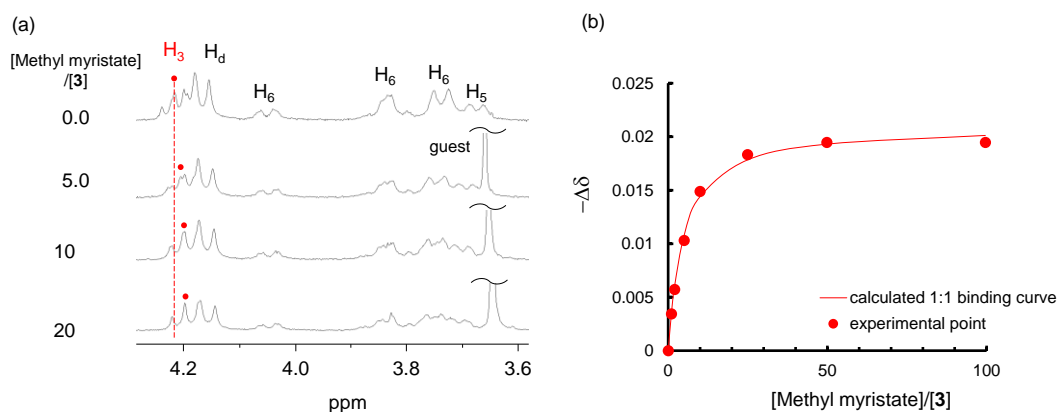 (a)
[Methyl myristate]
/[3]
H3
Hd
H6
H6
H6
H5
0.0
guest
5.0
10
20
4.2 4.0 3.8 3.6
ppm
(b)
−Δδ
0.025
0.02
0.015
0.01
0.005
0
calculated 1:1 binding curve
experimental point
0 50 100
[Methyl myristate]/[3]